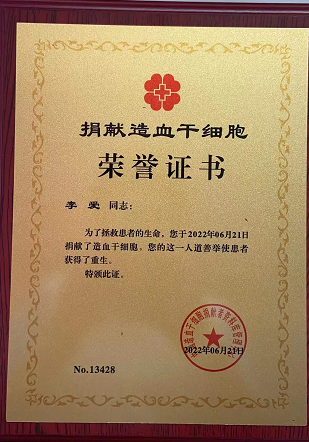 捐献造血干细胞
荣誉证书
李爱 同志：
为了拯救患者的生命，您于2022年06月21日
捐献了造血干细胞。您的这一人道善举使患者
获得了重生。
特颁此证。
2022年06月21日
No.13428